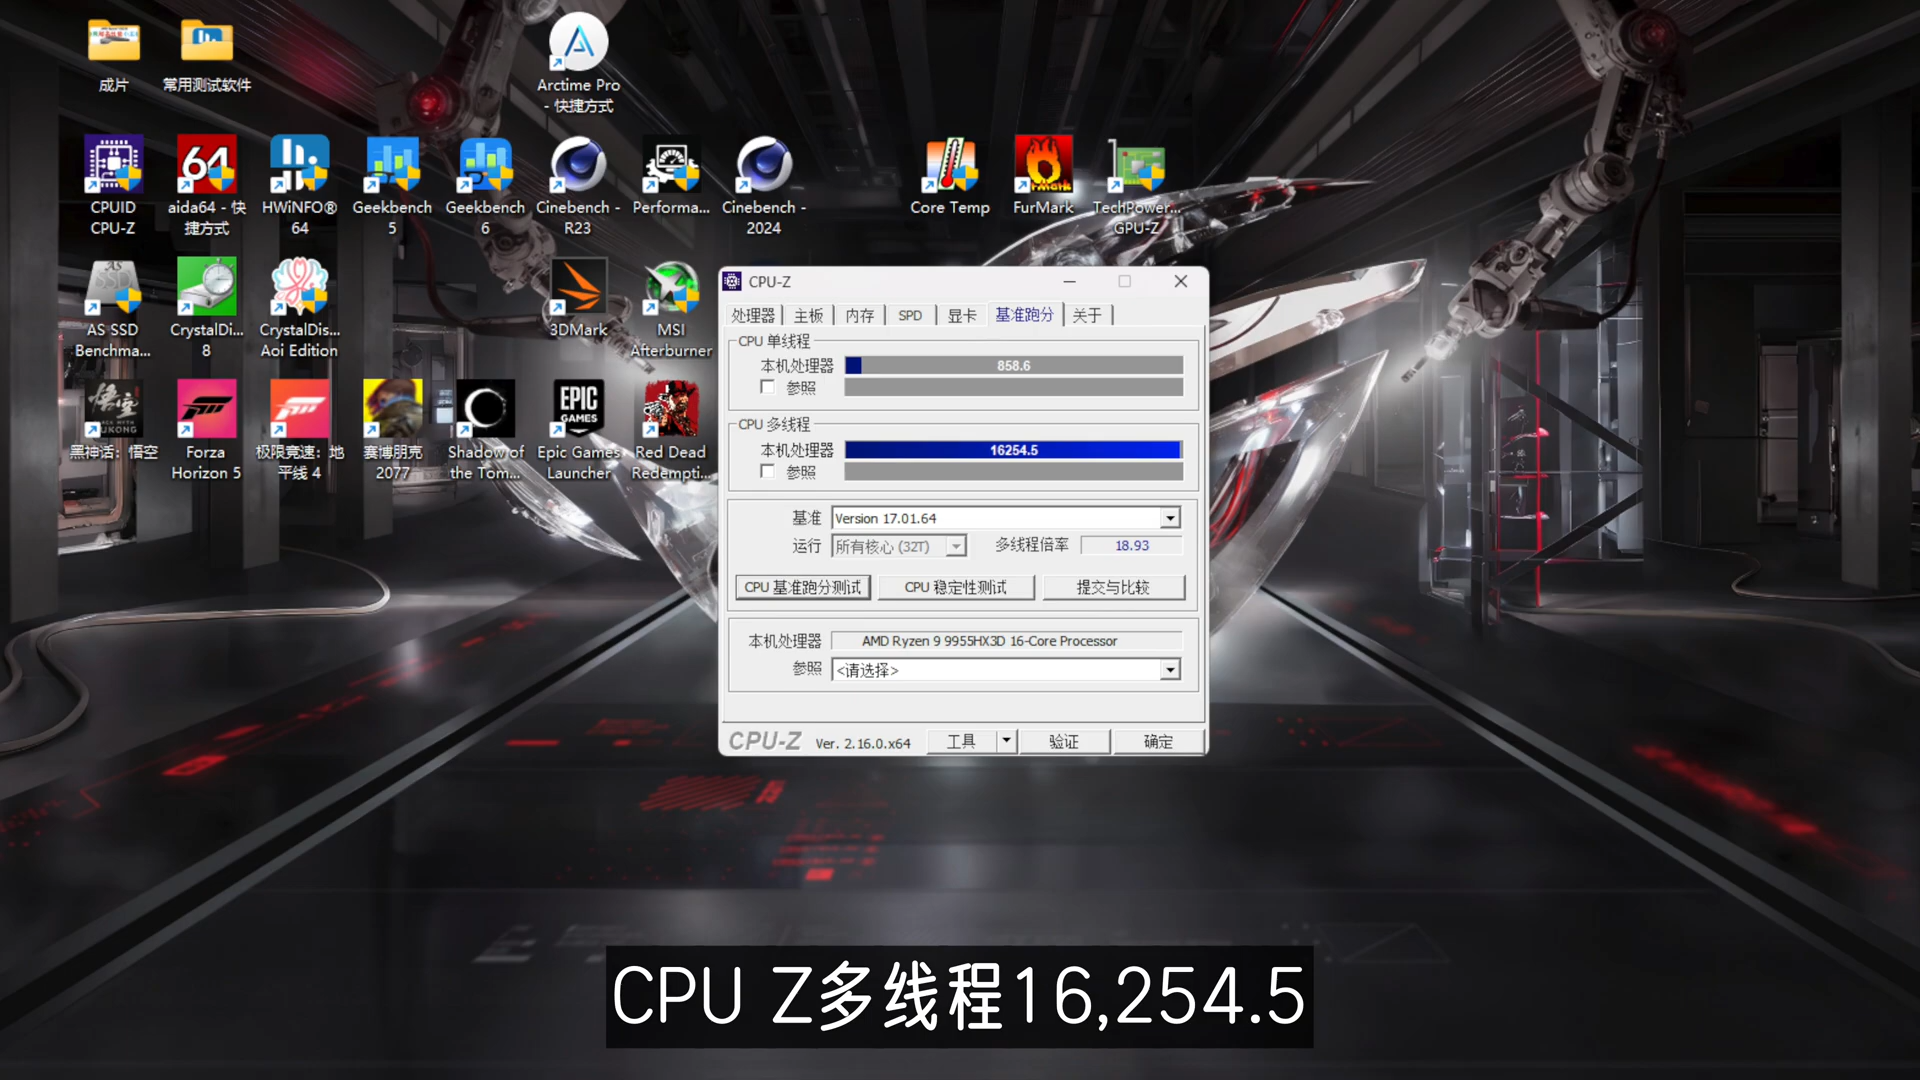 成片
常用测试软件
Arctime Pro
- 快捷方式
64
CPUID
CPU-Z
aida64 - 快
捷方式
HWiNFO®
64
Geekbench
5
Geekbench
6
Cinebench -
R23
Performa...
Cinebench -
2024
Core Temp
FurMark
TechPower...
GPU-Z
AS SSD
Benchma...
CrystalDi...
8
CrystalDis...
Aoi Edition
3DMark
MSI
Afterburner
悟空
EPIC
GAMES
黑神话：悟空
Forza
Horizon 5
极限竞速：地
平线 4
赛博朋克
2077
Shadow of
the Tom...
Epic Games
Launcher
Red Dead
Redempti...
CPU-Z
处理器 主板 内存 SPD 显卡 基准跑分 关于
CPU 单线程
本机处理器 858.6
参照
CPU 多线程
本机处理器 16254.5
参照
基准 Version 17.01.64
运行 所有核心 (32T) 多线程倍率 18.93
CPU 基准跑分测试 CPU 稳定性测试 提交与比较
本机处理器 AMD Ryzen 9 9955HX3D 16-Core Processor
参照 <请选择>
CPU-Z Ver. 2.16.0.x64 工具 验证 确定
CPU Z多线程16,254.5